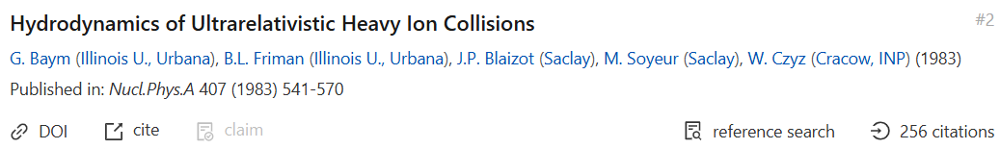 Hydrodynamics of Ultrarelativistic Heavy Ion Collisions #2
G. Baym (Illinois U., Urbana), B.L. Friman (Illinois U., Urbana), J.P. Blaizot (Saclay), M. Soyeur (Saclay), W. Czyz (Cracow, INP) (1983)
Published in: Nucl.Phys.A 407 (1983) 541-570
DOI cite claim reference search 256 citations